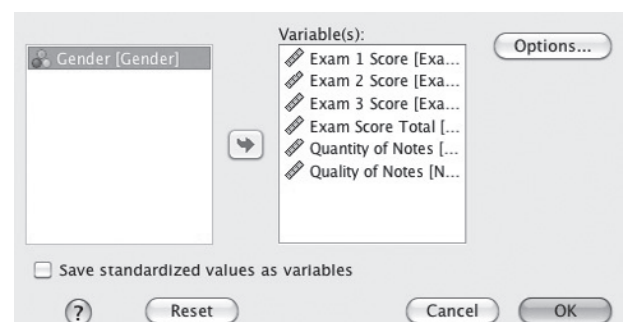 Variable(s):
Gender [Gender]
Exam 1 Score [Exa...
Exam 2 Score [Exa...
Exam 3 Score [Exa...
Exam Score Total [...
Quantity of Notes [...
Quality of Notes [N...
Options...
Save standardized values as variables
?
Reset
Cancel
OK